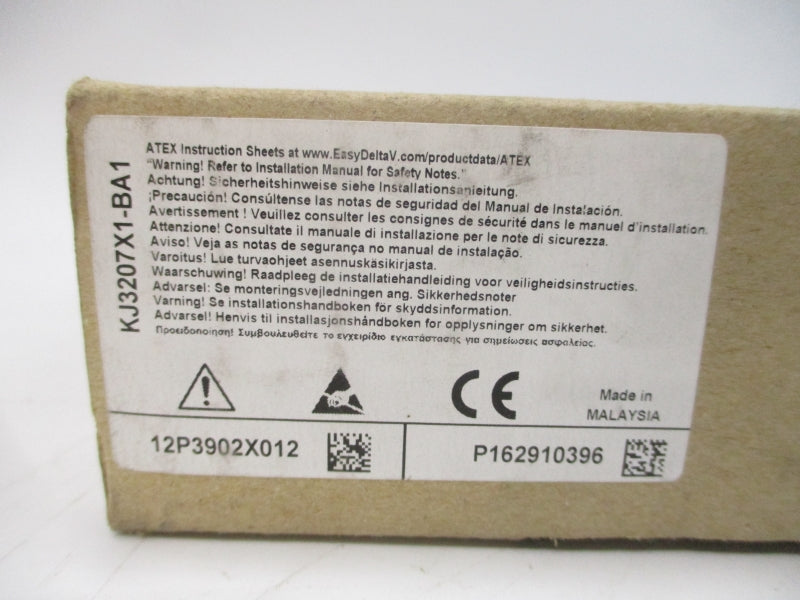 KJ3207X1-BA1
ATEX Instruction Sheets at www.EasyDeltaV.com/productdata/ATEX
"Warning! Refer to Installation Manual for Safety Notes."
Achtung! Sicherheitshinweise siehe Installationsanleitung.
¡Precaución! Consúltense las notas de seguridad del Manual de Instalación.
Avertissement ! Veuillez consulter les consignes de sécurité dans le manuel d'installation.
Attenzione! Consultate il manuale di installazione per le note di sicurezza.
Aviso! Veja as notas de segurança no manual de instalação.
Varoitus! Lue turvaohjeet asennuskäsikirjasta.
Waarschuwing! Raadpleeg de installatiehandleiding voor veiligheidsinstructies.
Advarsel: Se monteringsvejledningen ang. Sikkerhedsnoter
Varning! Se installationshandboken för skyddsinformation.
Advarsel! Henvis til installasjonshåndboken for opplysninger om sikkerhet.
Προειδοποίηση! Συμβουλευθείτε το εγχειρίδιο εγκατάστασης για σημειώσεις ασφαλείας.
CE
Made in
MALAYSIA
12P3902X012
P162910396